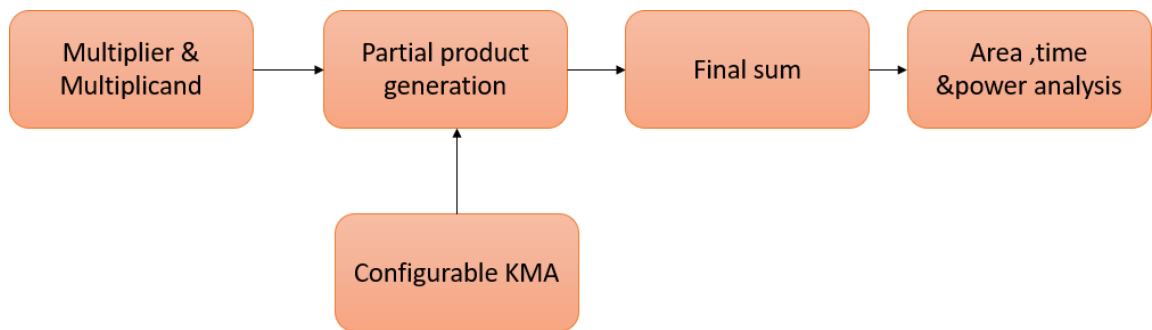 Multiplier &
Multiplicand
Partial product
generation
Final sum
Area ,time
&power analysis
Configurable KMA